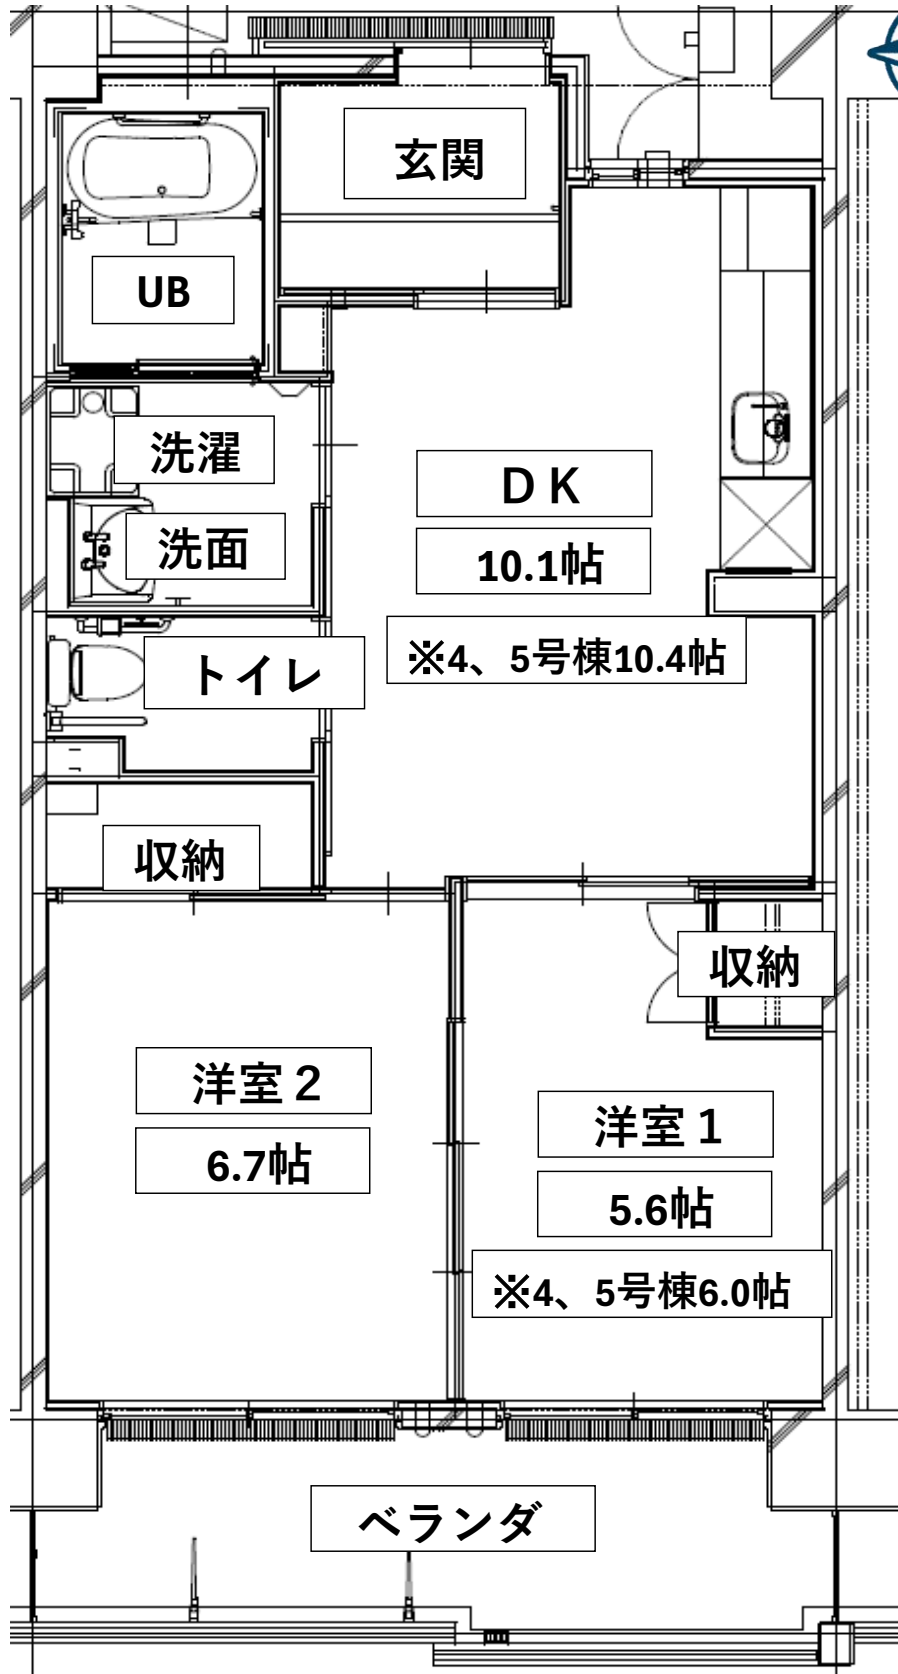 玄関
UB
洗濯
DK
洗面
10.1帖
※4、5号棟10.4帖
トイレ
収納
収納
洋室2
6.7帖
洋室1
5.6帖
※4、5号棟6.0帖
ベランダ